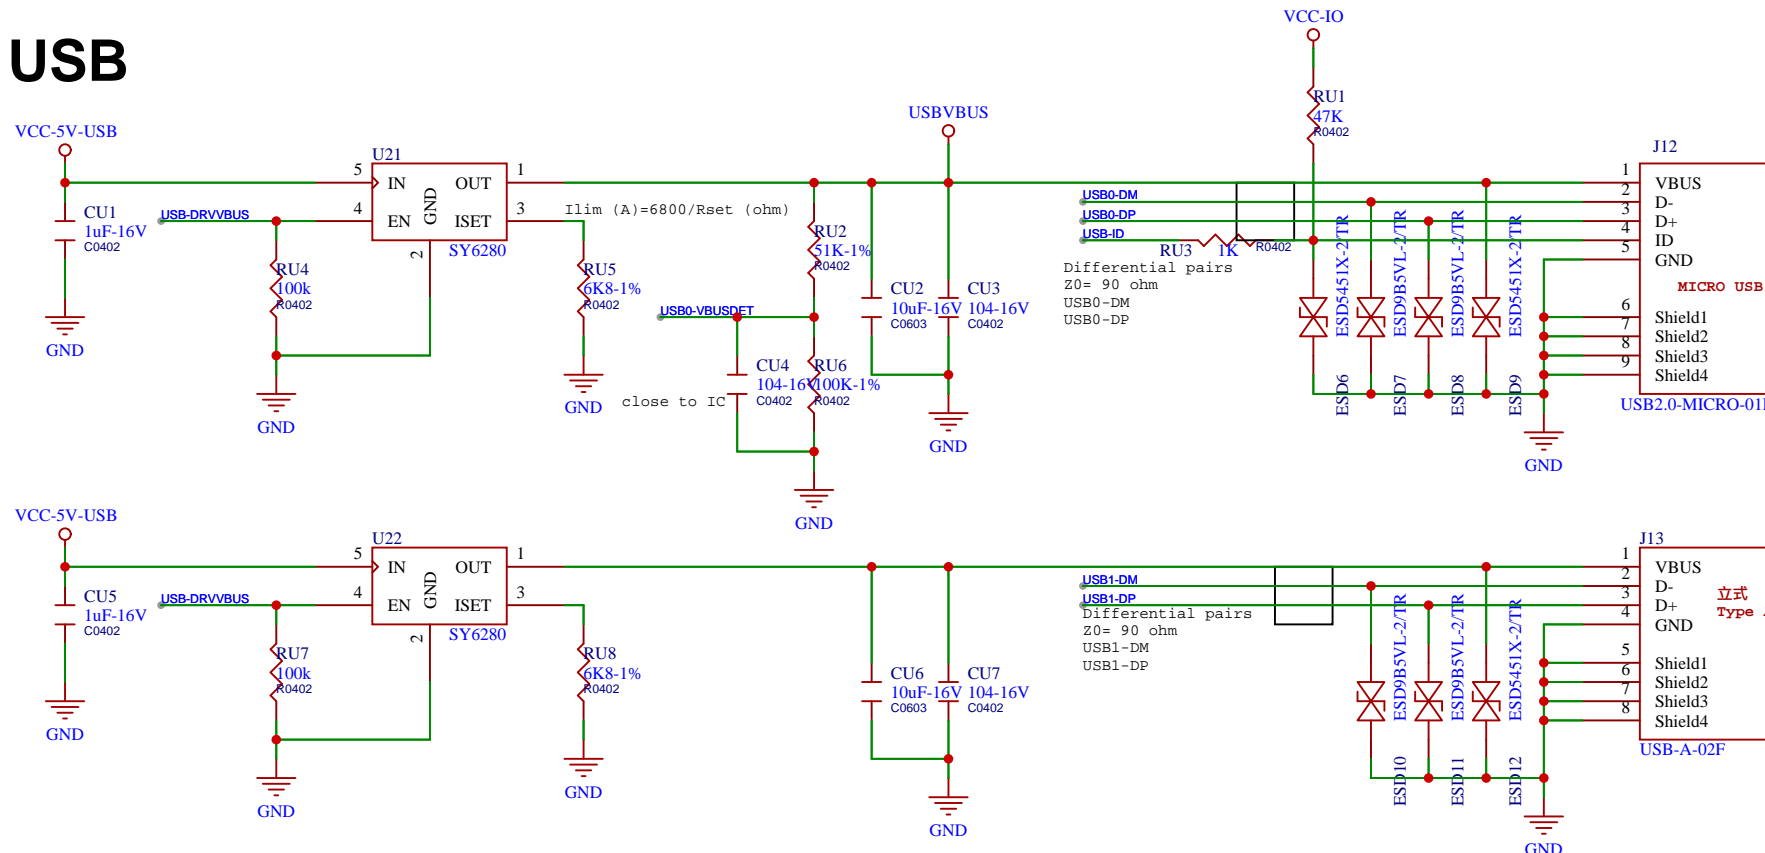 USB
VCC-5V-USB
CU1
1uF-16V
C0402
GND
USB-DRVVBUS
RU4
100k
R0402
GND
U21
5
IN
OUT
1
4
EN
GND
ISET
3
2
SY6280
Ilim (A)=6800/Rset (ohm)
RU5
6K8-1%
R0402
GND
USB0-VBUSDET
RU2
51K-1%
R0402
CU4
104-16V
C0402
close to IC
RU6
100K-1%
R0402
GND
USBVBUS
CU2
10uF-16V
C0603
CU3
104-16V
C0402
GND
VCC-IO
RU1
47K
R0402
USB0-DM
USB0-DP
USB-ID
RU3
1K
R0402
Differential pairs
Z0= 90 ohm
USB0-DM
USB0-DP
ESD5451X-2/TR
ESD9B5VL-2/TR
ESD9B5VL-2/TR
ESD5451X-2/TR
ESD6
ESD7
ESD8
ESD9
GND
J12
1
VBUS
2
D-
3
D+
4
ID
5
GND
MICRO USB
6
Shield1
7
Shield2
8
Shield3
9
Shield4
VCC-5V-USB
CU5
1uF-16V
C0402
GND
USB-DRVVBUS
RU7
100k
R0402
GND
U22
5
IN
OUT
1
4
EN
GND
ISET
3
2
SY6280
RU8
6K8-1%
R0402
GND
CU6
10uF-16V
C0603
CU7
104-16V
C0402
GND
USB1-DM
USB1-DP
Differential pairs
Z0= 90 ohm
USB1-DM
USB1-DP
ESD9B5VL-2/TR
ESD9B5VL-2/TR
ESD5451X-2/TR
ESD10
ESD11
ESD12
GND
J13
1
VBUS
2
D-
3
D+
4
GND
立式
Type
5
Shield1
6
Shield2
7
Shield3
8
Shield4
USB-A-02F